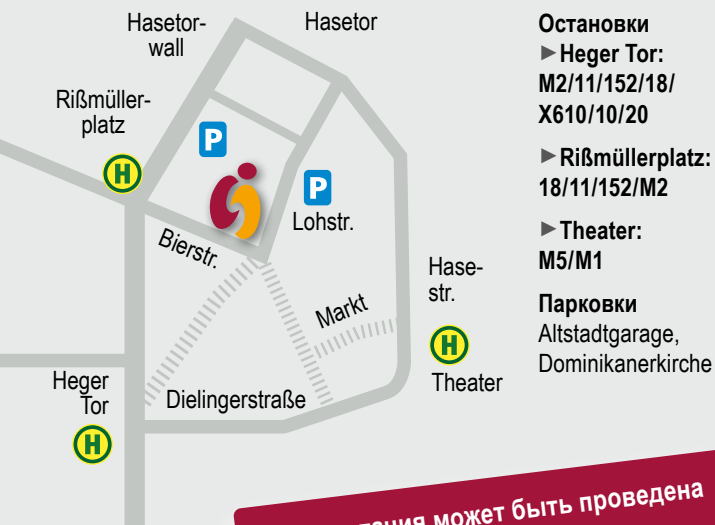 Hasetor-
wall
Hasetor
Rißmüller-
platz
H
P
P
Lohstr.
Bierstr.
Hase-
str.
Markt
H
Theater
Heger
Tor
H
Dielingerstraße
Остановки
►Heger Tor:
M2/11/152/18/
X610/10/20
►Rißmüllerplatz:
18/11/152/M2
►Theater:
M5/M1
Парковки
Altstadtgarage,
Dominikanerkirche
может быть проведена